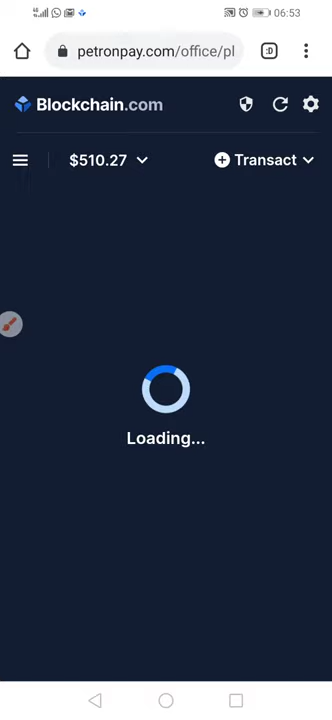 06:53
petronpay.com/office/pl
:D
Blockchain.com
$510.27
Transact
Loading...